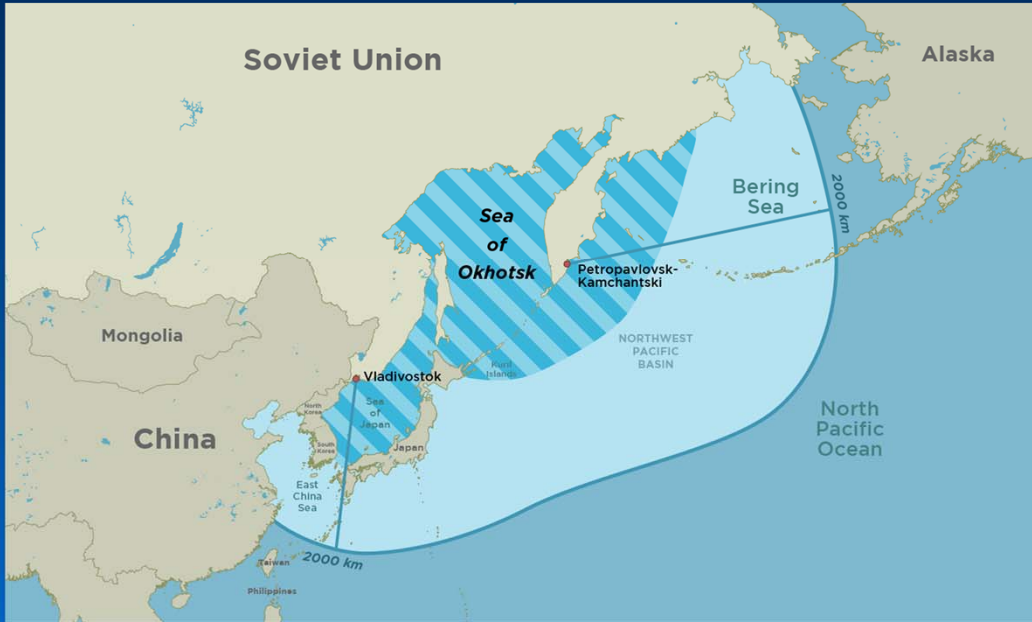 Soviet Union
Alaska
Bering
Sea
2000 km
Sea
of
Okhotsk
Petropavlovsk-
Kamchantski
Mongolia
NORTHWEST
PACIFIC
BASIN
Kuril
Islands
Vladivostok
North
Korea
Sea
of
Japan
China
South
Korea
Japan
North
Pacific
Ocean
East
China
Sea
2000 km
Taiwan
Philippines